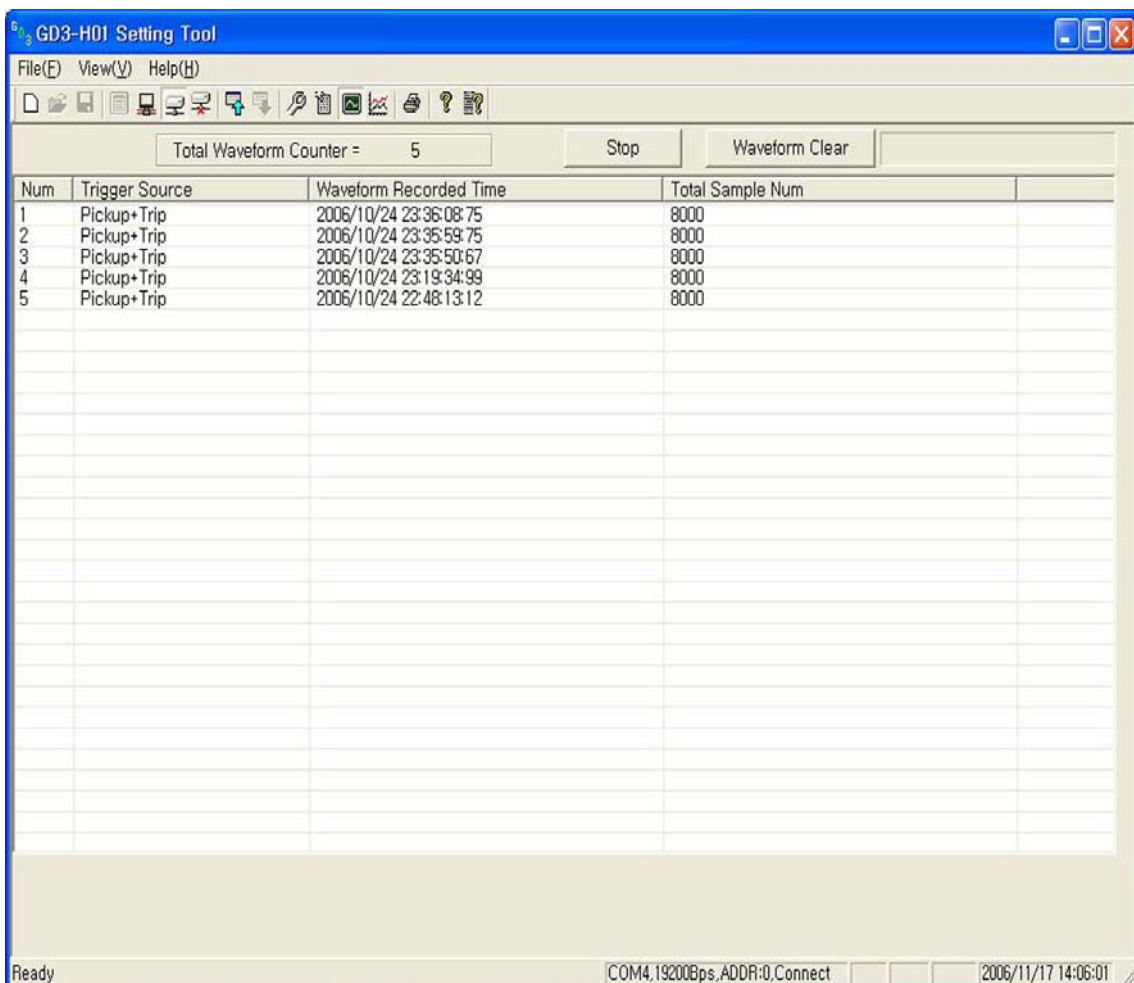 GD3 GD3-H01 Setting Tool
File(F) View(V) Help(H)
Total Waveform Counter = 5 Stop Waveform Clear
Num Trigger Source Waveform Recorded Time Total Sample Num
1 Pickup+Trip 2006/10/24 23:36:08:75 8000
2 Pickup+Trip 2006/10/24 23:35:59:75 8000
3 Pickup+Trip 2006/10/24 23:35:50:67 8000
4 Pickup+Trip 2006/10/24 23:19:34:99 8000
5 Pickup+Trip 2006/10/24 22:48:13:12 8000
Ready COM4,19200Bps,ADDR:0,Connect 2006/11/17 14:06:01